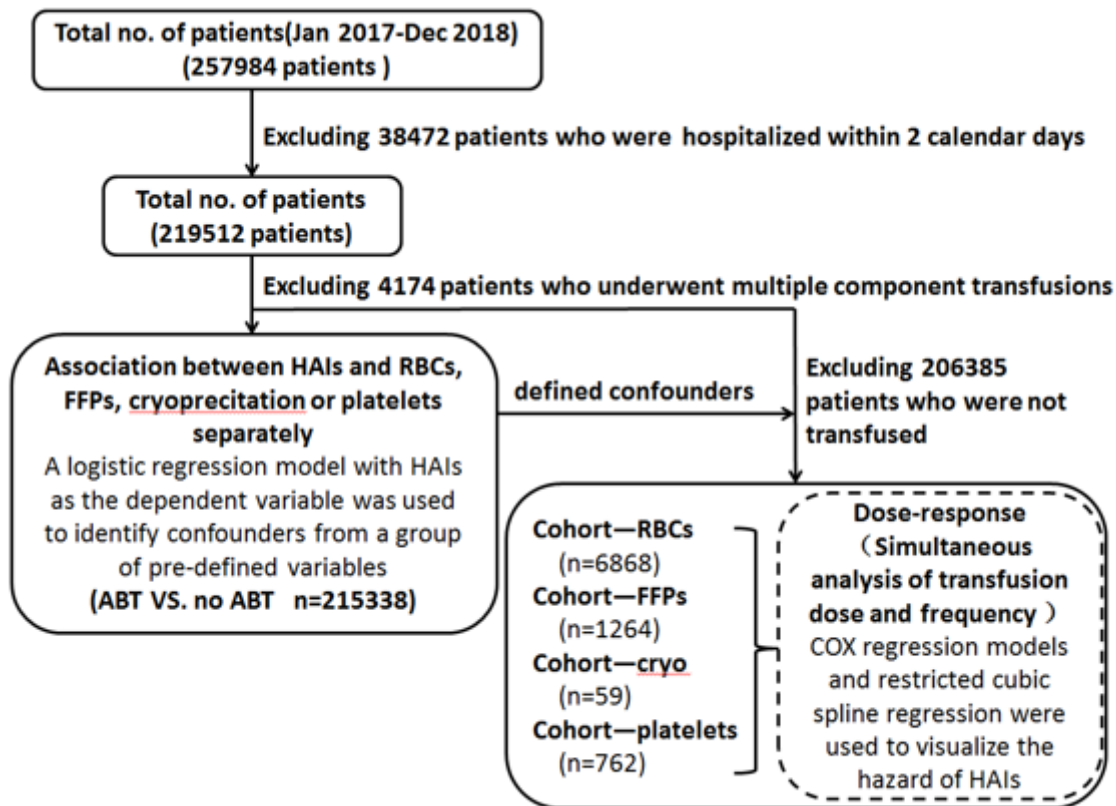 Total no. of patients(Jan 2017-Dec 2018)
(257984 patients )
Excluding 38472 patients who were hospitalized within 2 calendar days
Total no. of patients
(219512 patients)
Excluding 4174 patients who underwent multiple component transfusions
Association between HAIs and RBCs,
FFPs, cryoprecitation or platelets
separately
A logistic regression model with HAIs
as the dependent variable was used
to identify confounders from a group
of pre-defined variables
(ABT VS. no ABT n=215338)
defined confounders
Excluding 206385
patients who were not
transfused
Cohort—RBCs
(n=6868)
Cohort—FFPs
(n=1264)
Cohort—cryo
(n=59)
Cohort—platelets
(n=762)
Dose-response
（Simultaneous
analysis of transfusion
dose and frequency ）
COX regression models
and restricted cubic
spline regression were
used to visualize the
hazard of HAIs